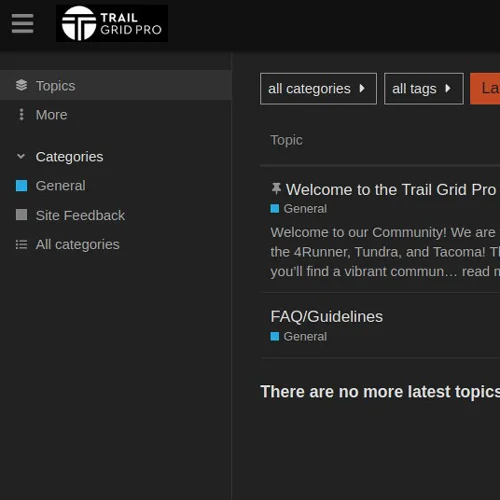 TRAIL
GRID PRO
Topics
More
Categories
General
Site Feedback
All categories
all categories
all tags
La
Topic
Welcome to the Trail Grid Pro
General
Welcome to our Community! We are
the 4Runner, Tundra, and Tacoma! Th
you'll find a vibrant commun… read m
FAQ/Guidelines
General
There are no more latest topics